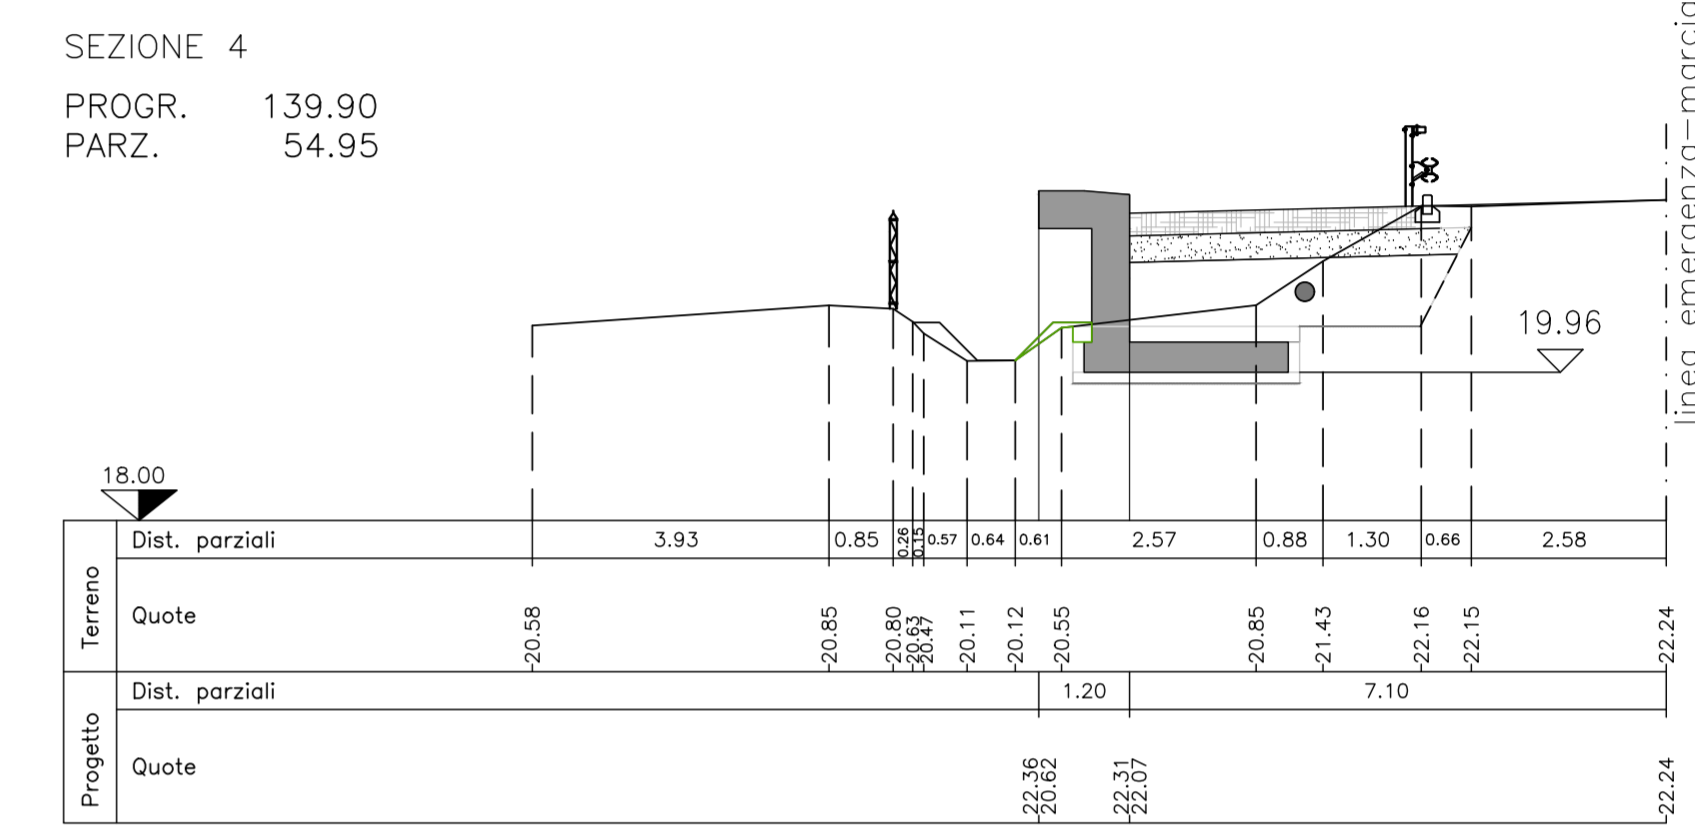 SEZIONE 4
PROGR. 139.90
PARZ. 54.95
linea emergenza-marcia
19.96
18.00
Terreno
Dist. parziali 3.93 0.85 0.26 0.15 0.57 0.64 0.61 2.57 0.88 1.30 0.66 2.58
Quote 20.58 20.85 20.80 20.63 20.47 20.11 20.12 20.55 20.85 21.43 22.16 22.15 22.24
Progetto
Dist. parziali 1.20 7.10
Quote 22.36 20.62 22.31 22.07 22.24